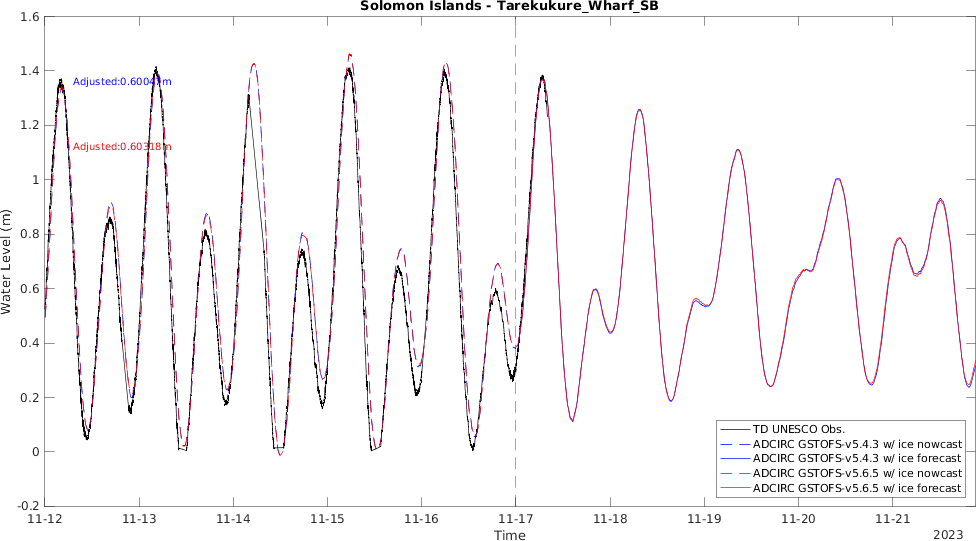 Solomon Islands - Tarekukure_Wharf_SB
1.6
1.4
1.2
1
0.8
0.6
0.4
0.2
0
-0.2
Water Level (m)
Adjusted:0.60047m
Adjusted:0.60318m
TD UNESCO Obs.
ADCIRC GSTOFS-v5.4.3 w/ ice nowcast
ADCIRC GSTOFS-v5.4.3 w/ ice forecast
ADCIRC GSTOFS-v5.6.5 w/ ice nowcast
ADCIRC GSTOFS-v5.6.5 w/ ice forecast
11-12 11-13 11-14 11-15 11-16 11-17 11-18 11-19 11-20 11-21
Time
2023